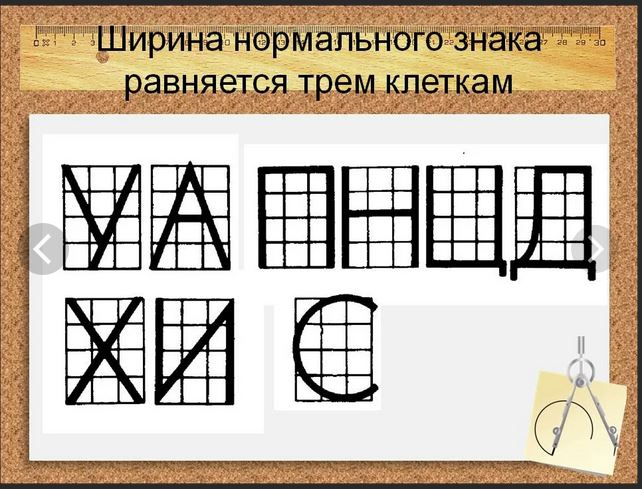 Ширина нормального знака
равняется трем клеткам
У А П Н Ц Д
Х И С